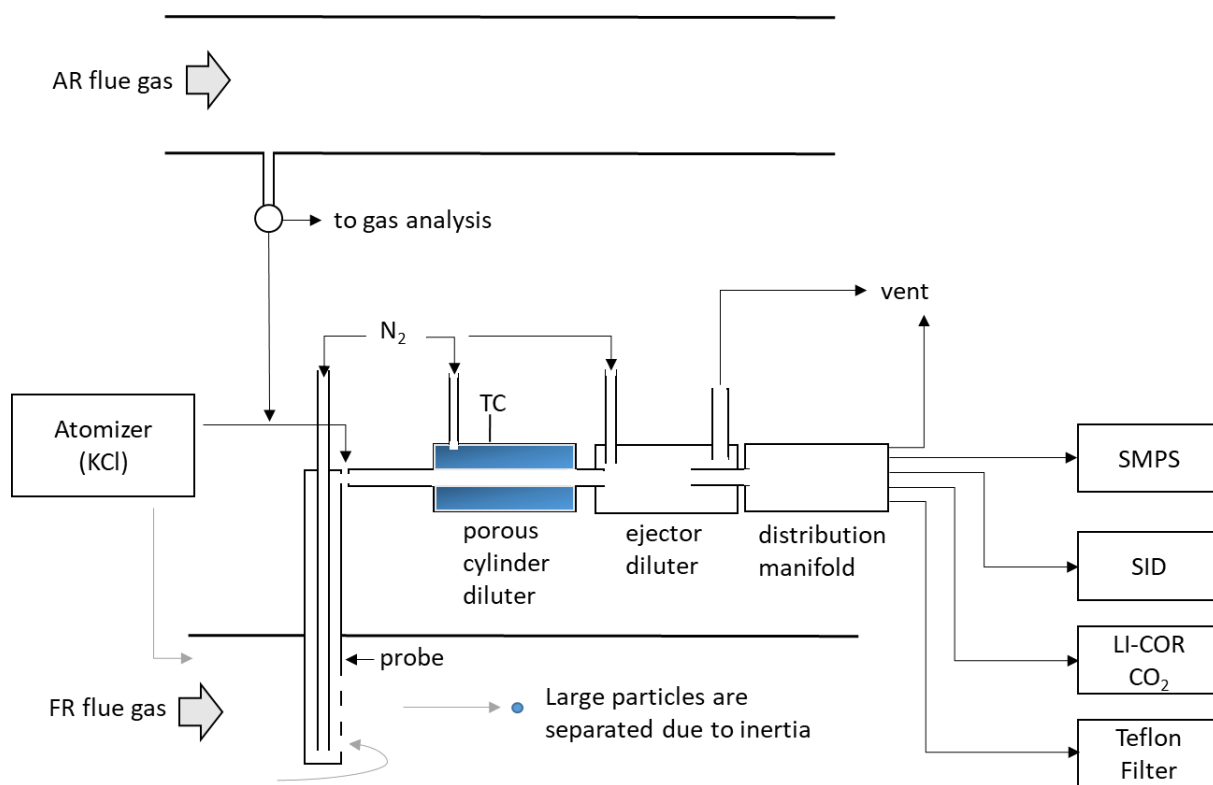 AR flue gas
to gas analysis
vent
N2
TC
Atomizer
(KCl)
SMPS
porous
cylinder
diluter
ejector
diluter
distribution
manifold
SID
probe
LI-COR
CO2
FR flue gas
Large particles are
separated due to inertia
Teflon
Filter